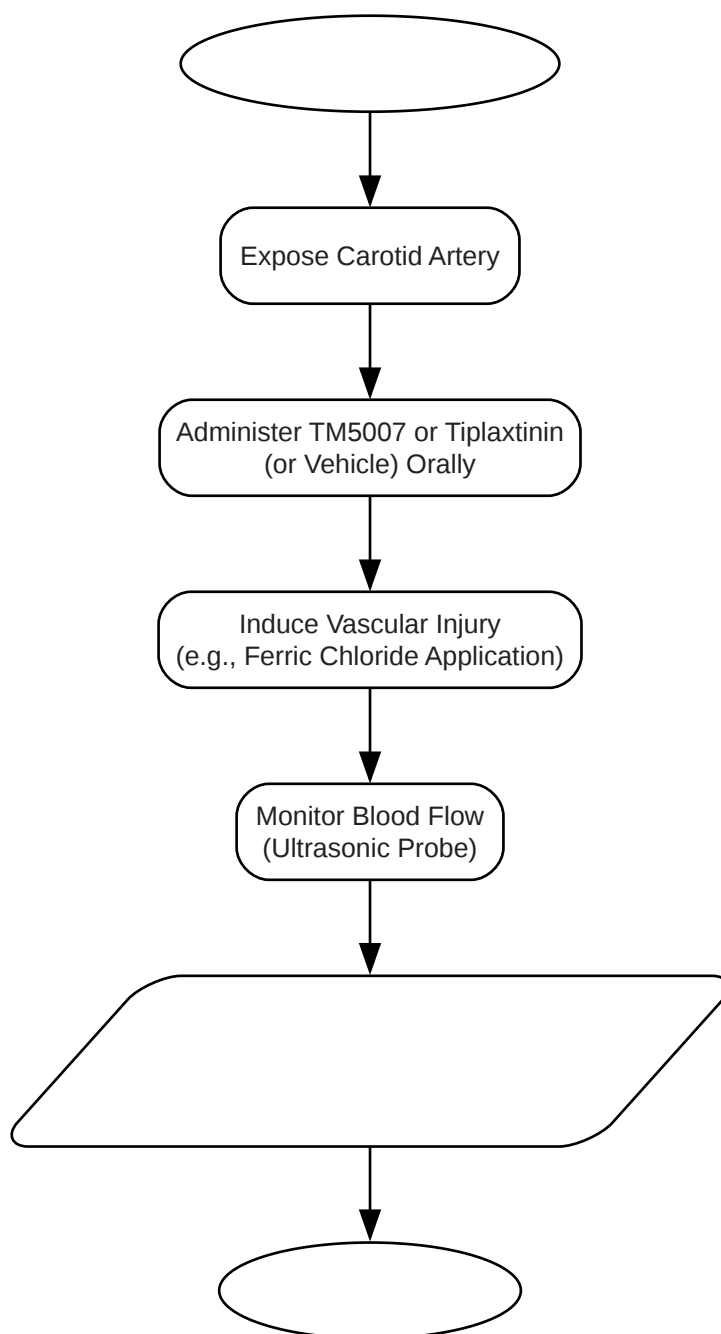 Expose Carotid Artery
Administer TM5007 or Tiplaxtinin
(or Vehicle) Orally
Induce Vascular Injury
(e.g., Ferric Chloride Application)
Monitor Blood Flow
(Ultrasonic Probe)